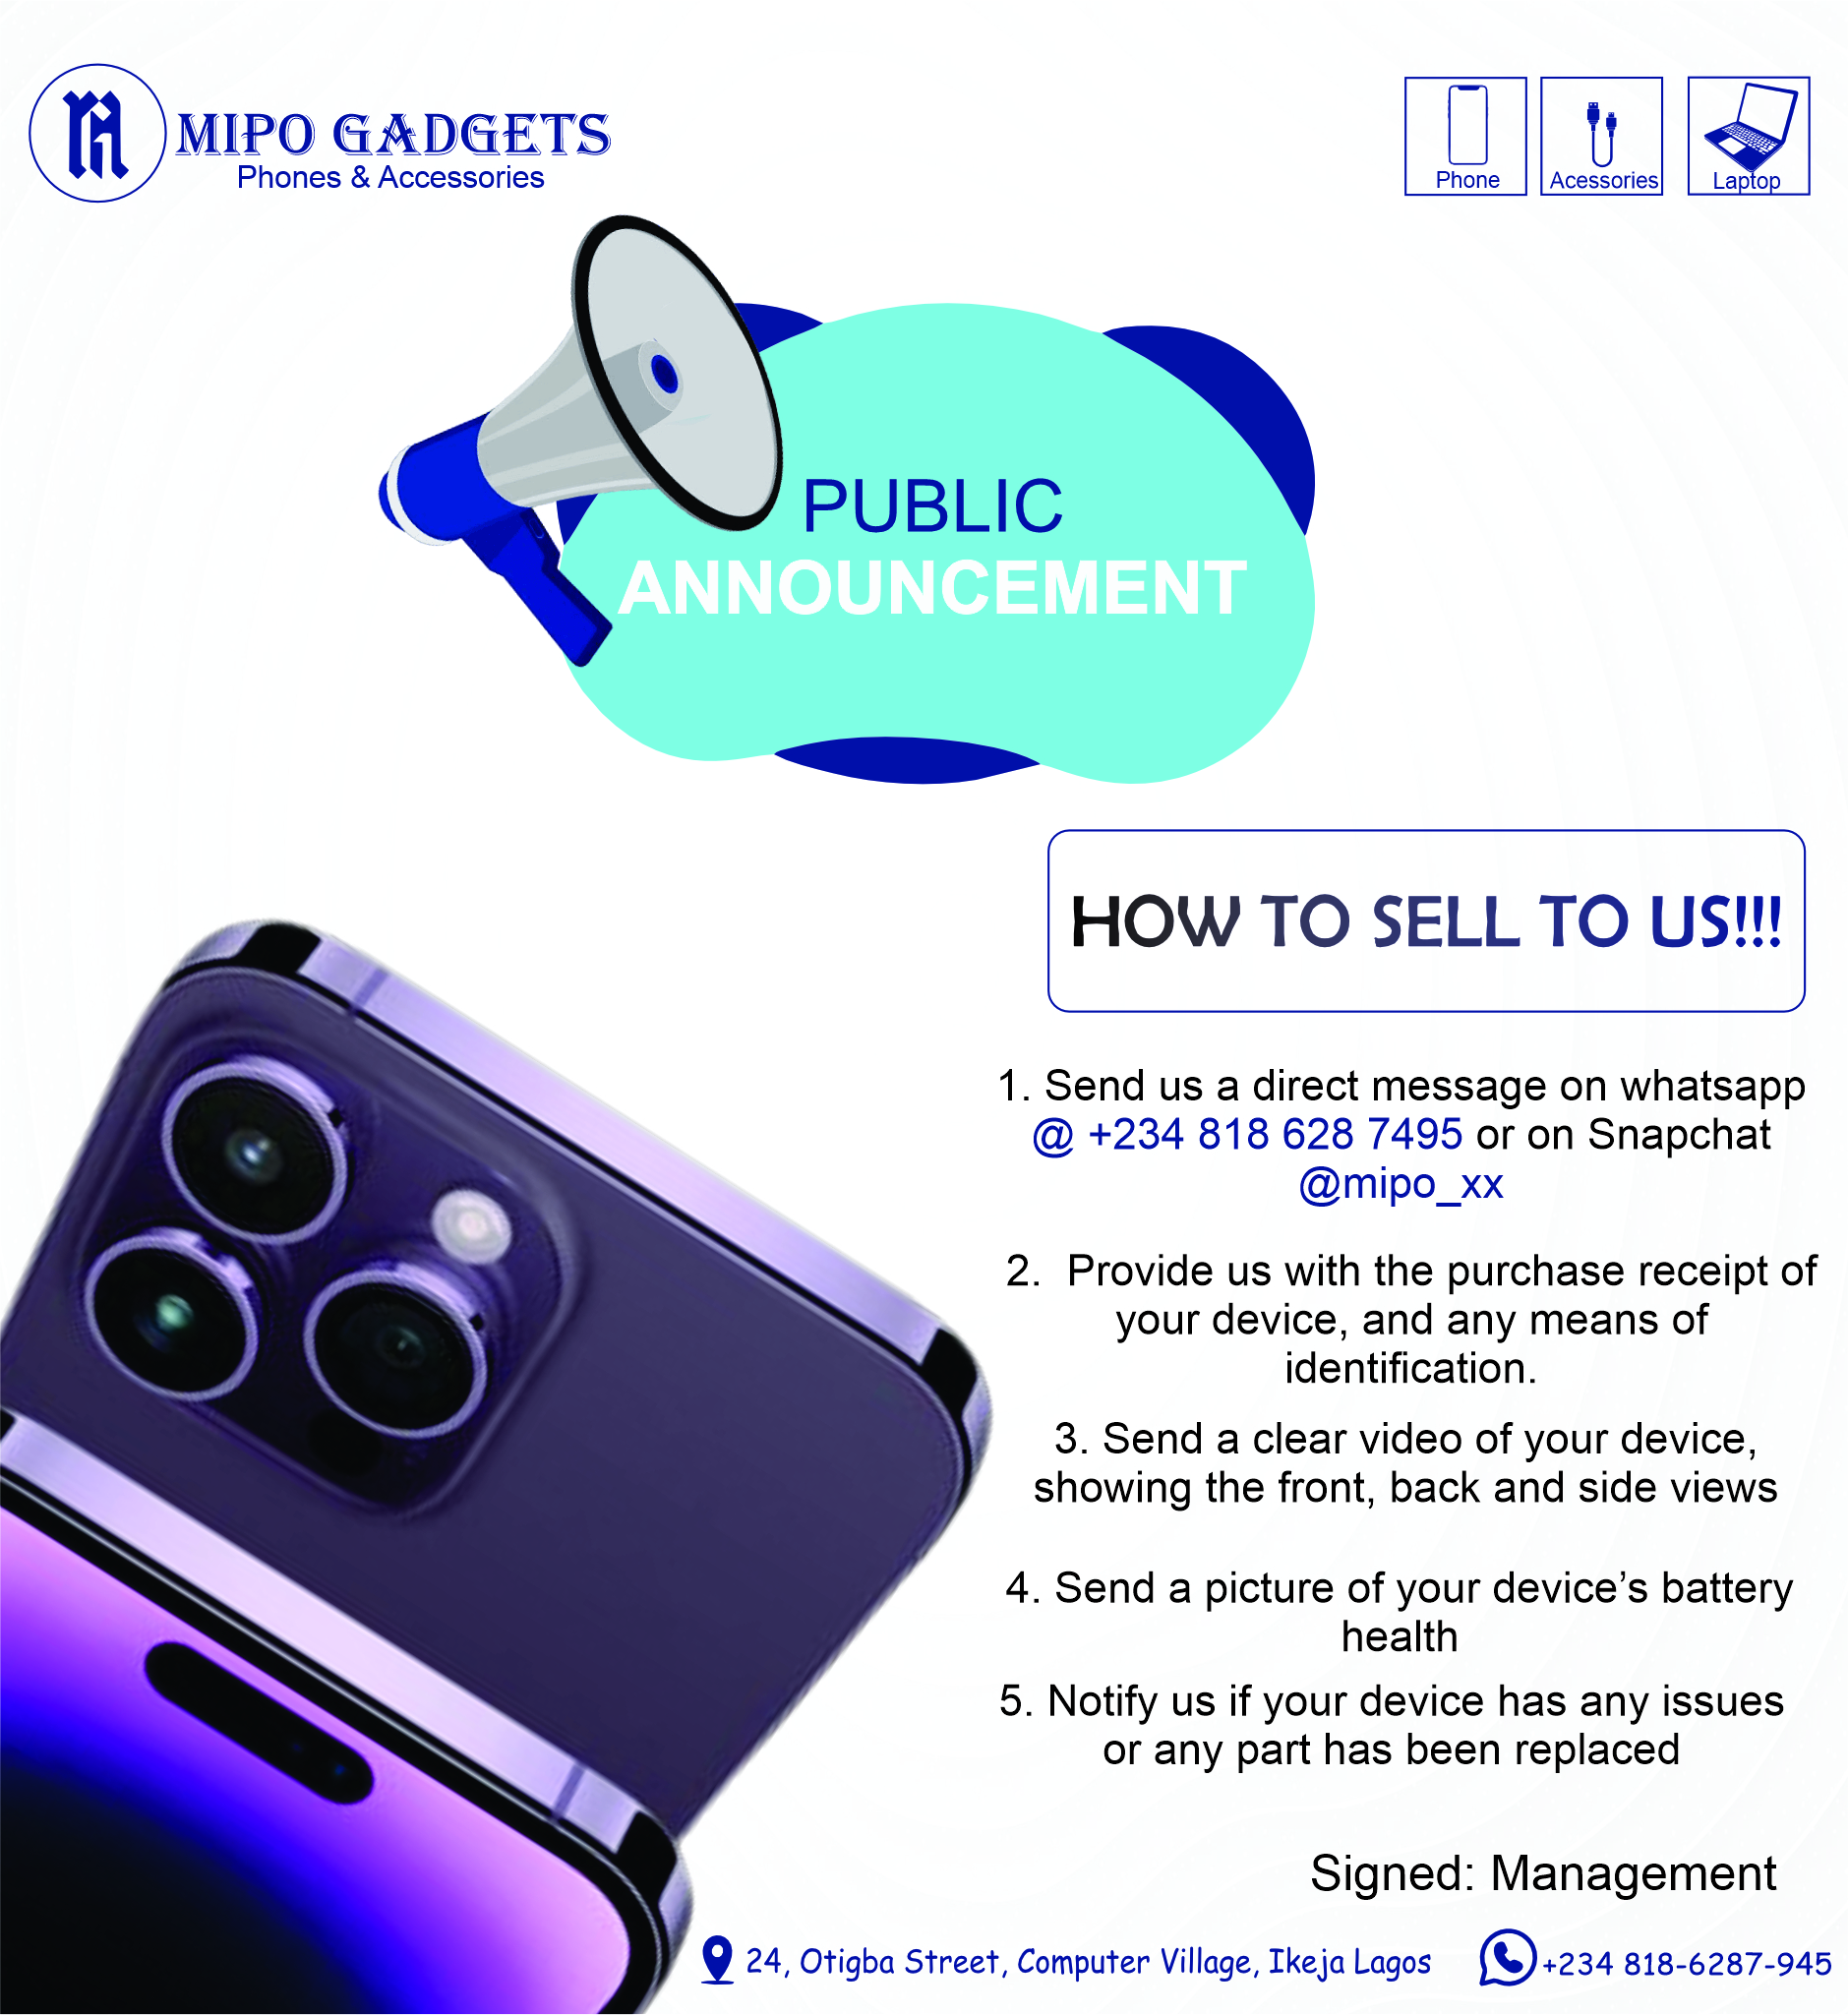 MIPO GADGETS
Phones & Accessories
Phone
Acessories
Laptop
PUBLIC
ANNOUNCEMENT
HOW TO SELL TO US!!!
1. Send us a direct message on whatsapp
@ +234 818 628 7495 or on Snapchat
@mipo_xx
2. Provide us with the purchase receipt of
your device, and any means of
identification.
3. Send a clear video of your device,
showing the front, back and side views
4. Send a picture of your device’s battery
health
5. Notify us if your device has any issues
or any part has been replaced
Signed: Management
24, Otigba Street, Computer Village, Ikeja Lagos
+234 818-6287-945